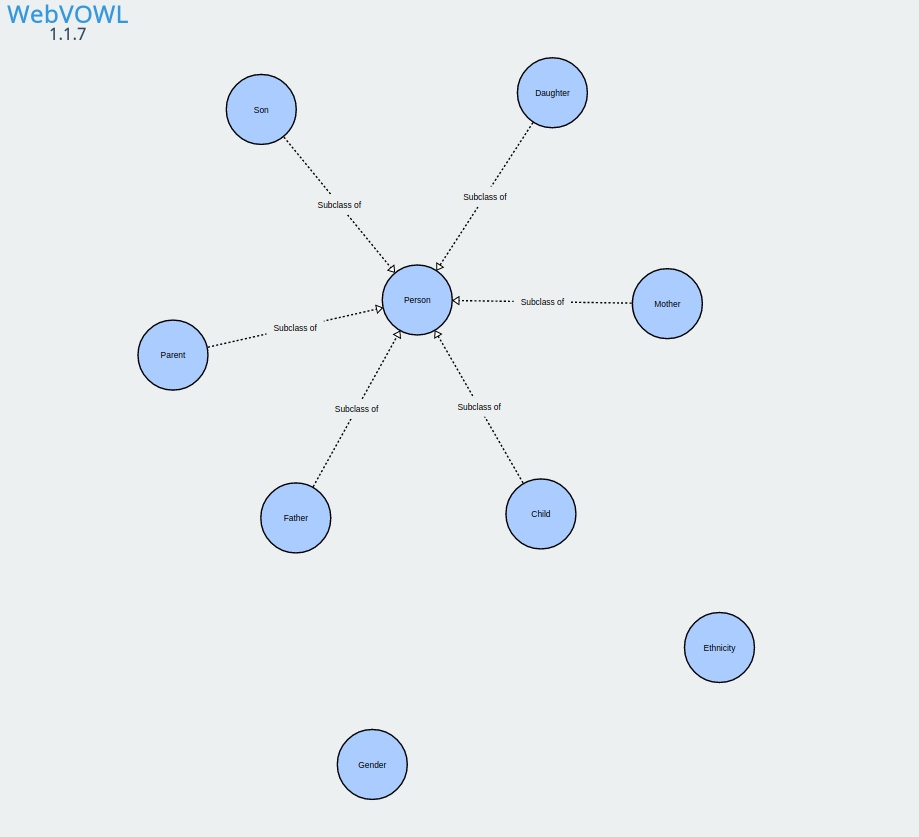 WebVOWL
1.1.7
Daughter
Son
Subclass of
Subclass of
Person
Subclass of
Mother
Subclass of
Parent
Subclass of
Subclass of
Father
Child
Ethnicity
Gender